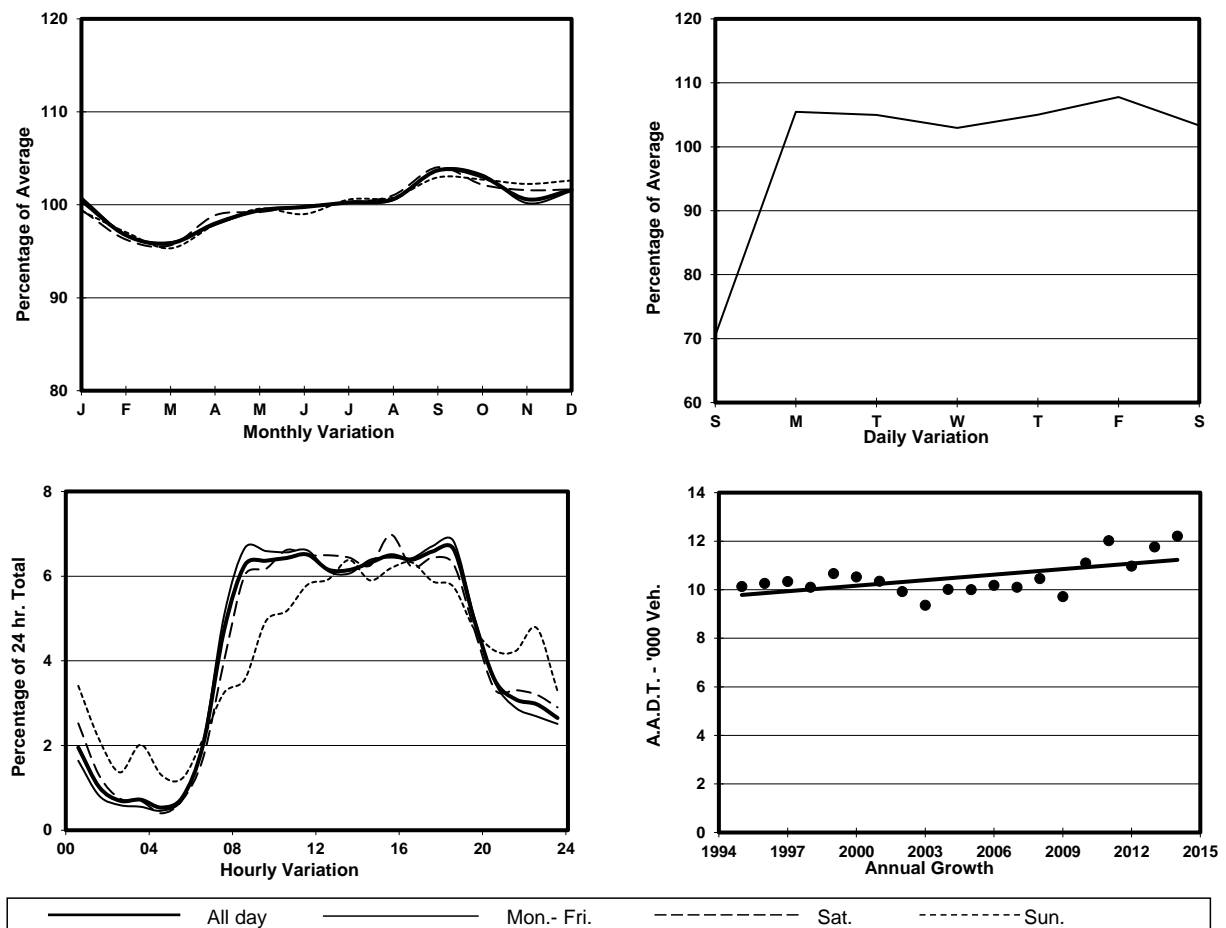 120
110
100
90
80
Percentage of Average
J F M A M J J A S O N D
Monthly Variation
120
110
100
90
80
70
60
Percentage of Average
S M T W T F S
Daily Variation
8
6
4
2
0
Percentage of 24 hr. Total
00 04 08 12 16 20 24
Hourly Variation
14
12
10
8
6
4
2
0
A.A.D.T. - '000 Veh.
1994 1997 2000 2003 2006 2009 2012 2015
Annual Growth
All day Mon.- Fri. Sat. Sun.